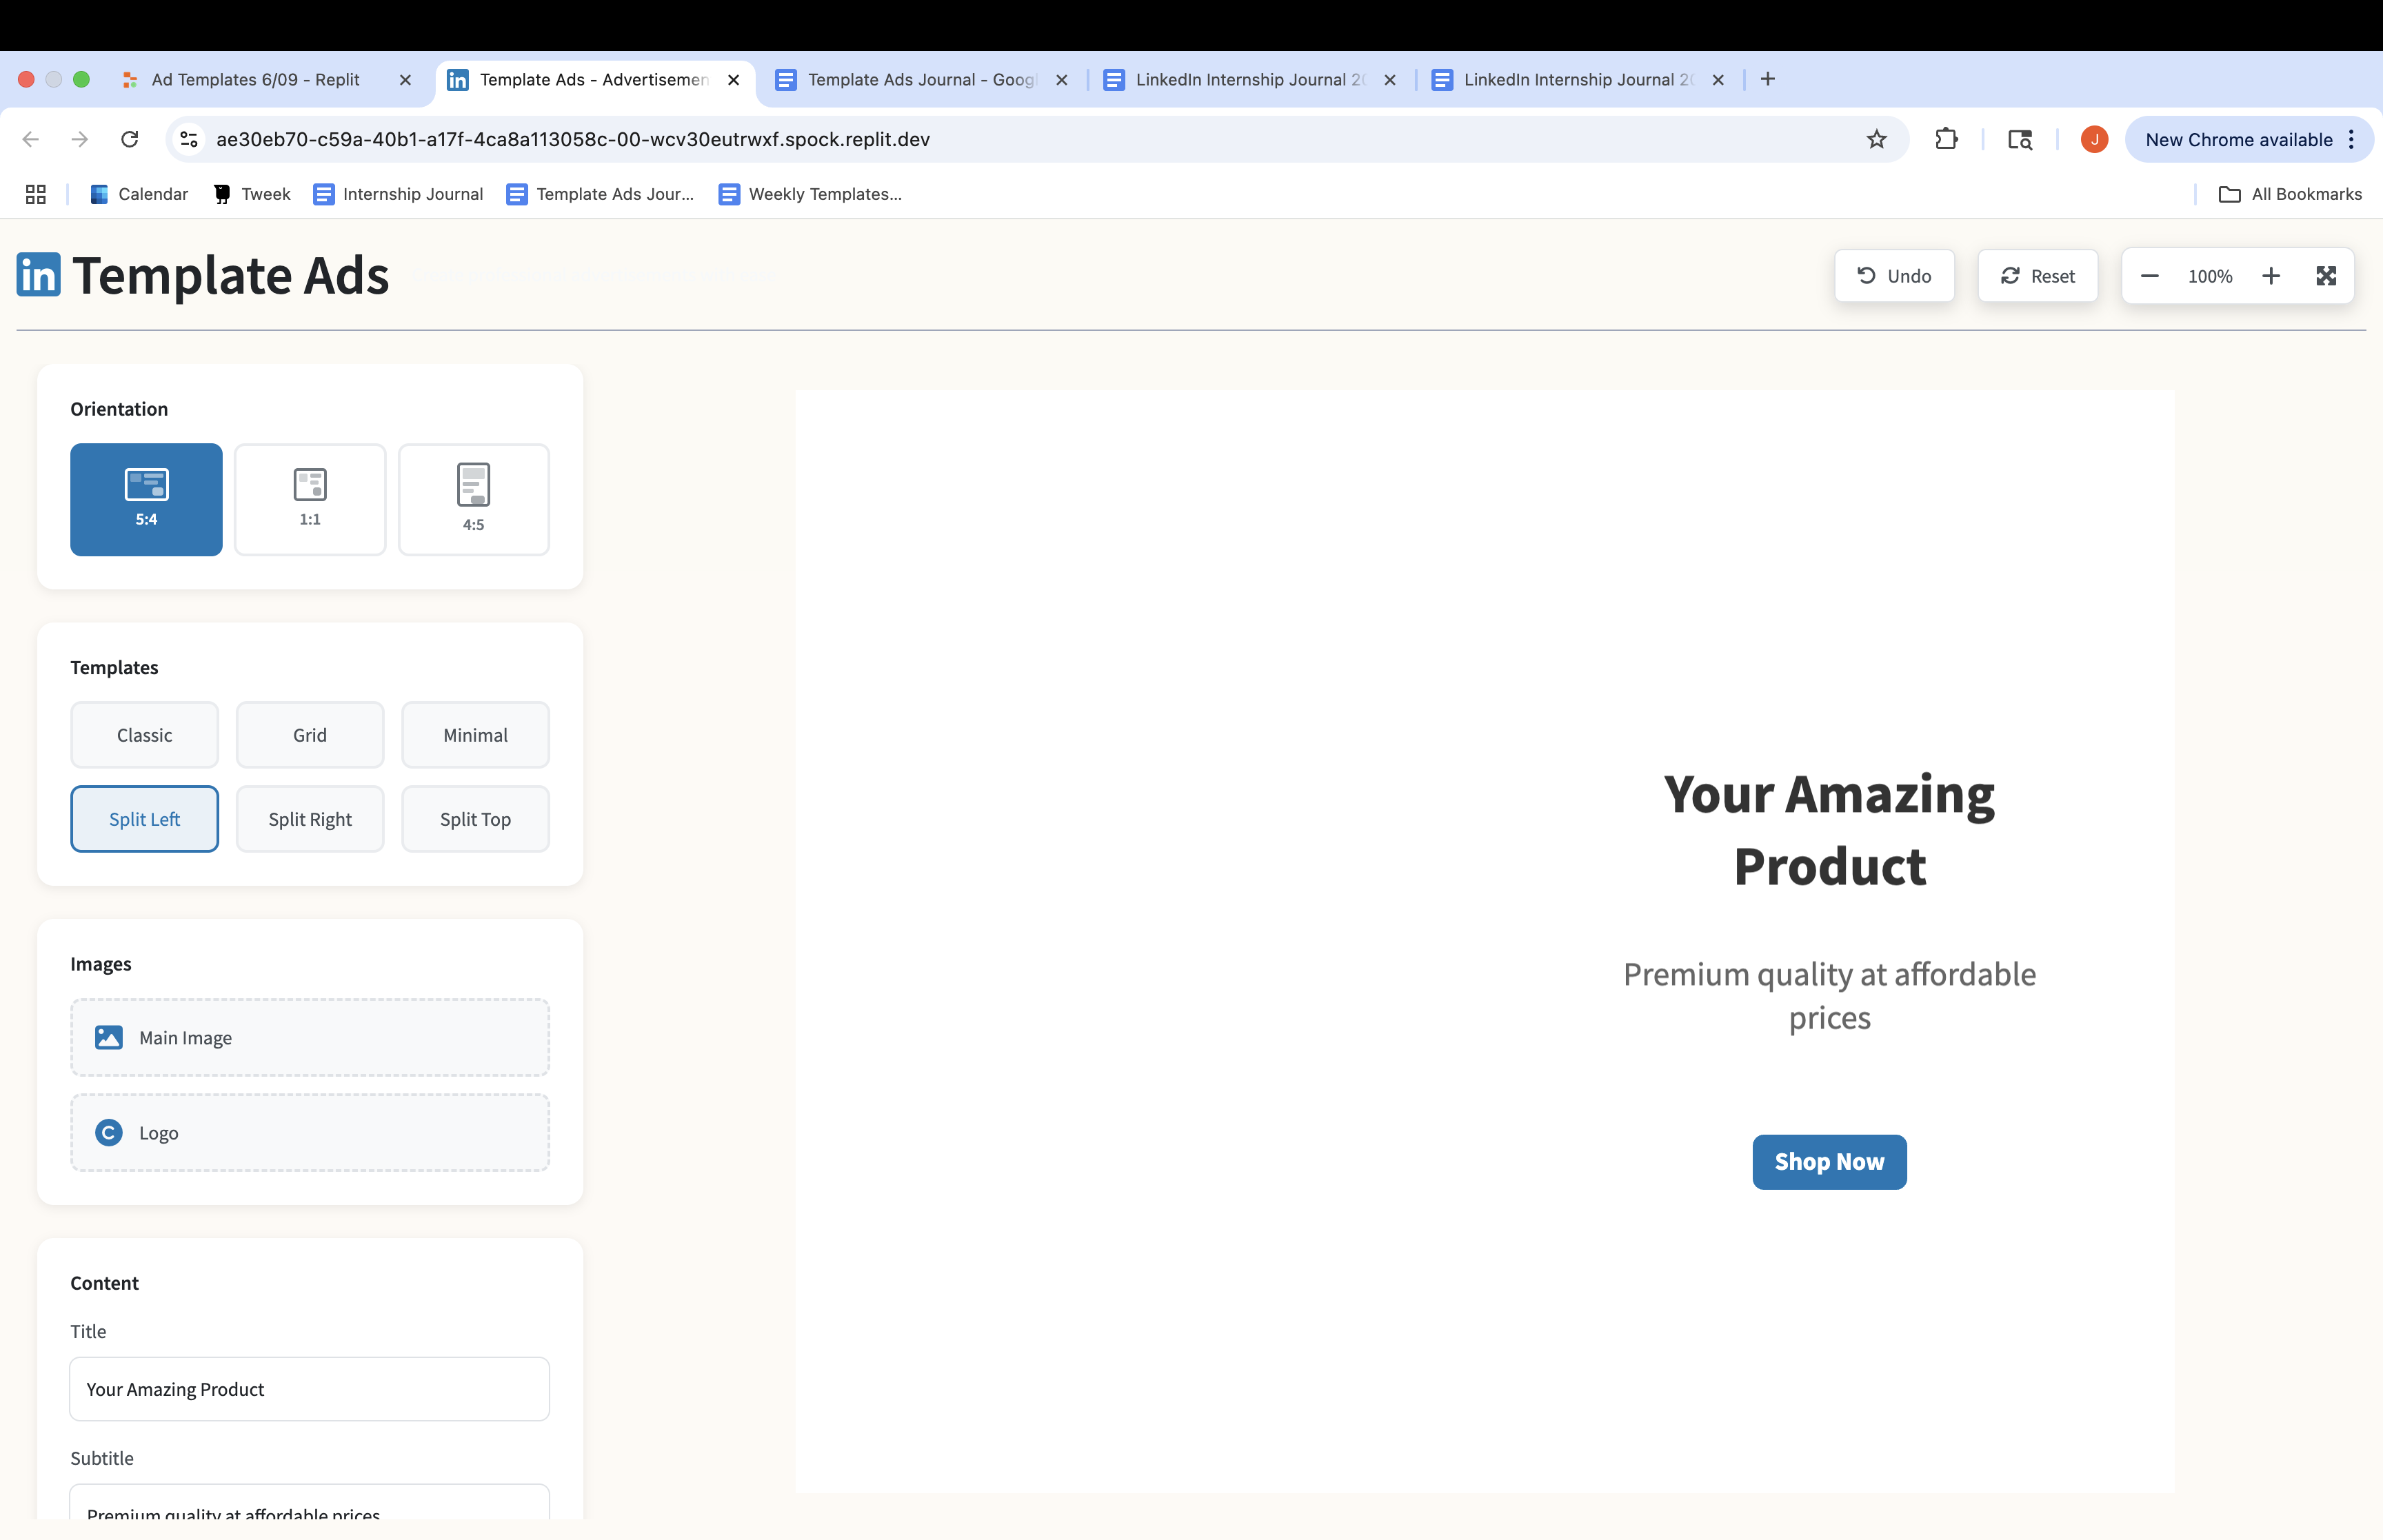 Ad Templates 6/09 - Replit
Template Ads - Advertisemen
Template Ads Journal - Goog
LinkedIn Internship Journal 20
LinkedIn Internship Journal 20
ae30eb70-c59a-40b1-a17f-4ca8a113058c-00-wcv30eutrwxf.spock.replit.dev
J
New Chrome available
Calendar
Tweek
Internship Journal
Template Ads Jour...
Weekly Templates...
All Bookmarks
in Template Ads
Undo
Reset
100%
Orientation
5:4
1:1
4:5
Templates
Classic
Grid
Minimal
Split Left
Split Right
Split Top
Images
Main Image
C
Logo
Content
Title
Your Amazing Product
Subtitle
Premium quality at affordable prices
Your Amazing
Product
Premium quality at affordable
prices
Shop Now